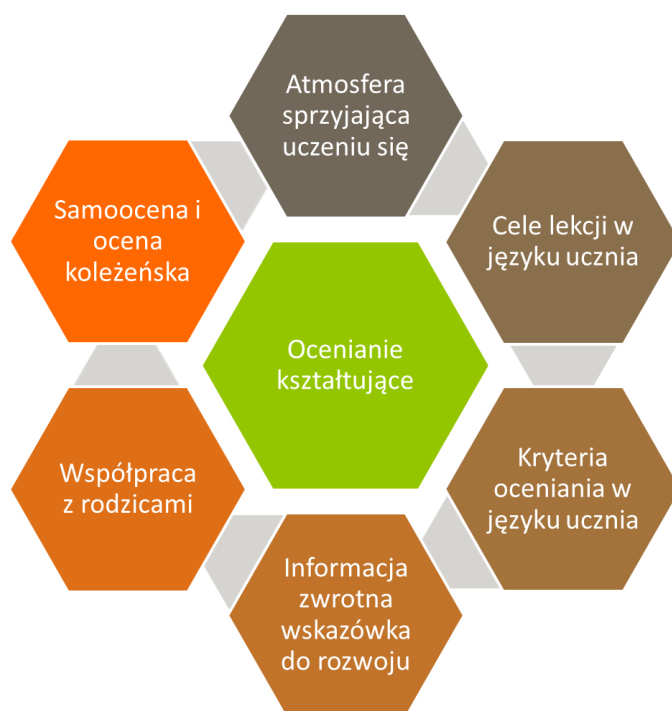 Atmosfera
sprzyjająca
uczeniu się
Cele lekcji w
języku ucznia
Kryteria
oceniania w
języku ucznia
Informacja
zwrotna
wskazówka
do rozwoju
Współpraca
z rodzicami
Samoocena i
ocena
koleżeńska
Ocenianie
kształtujące